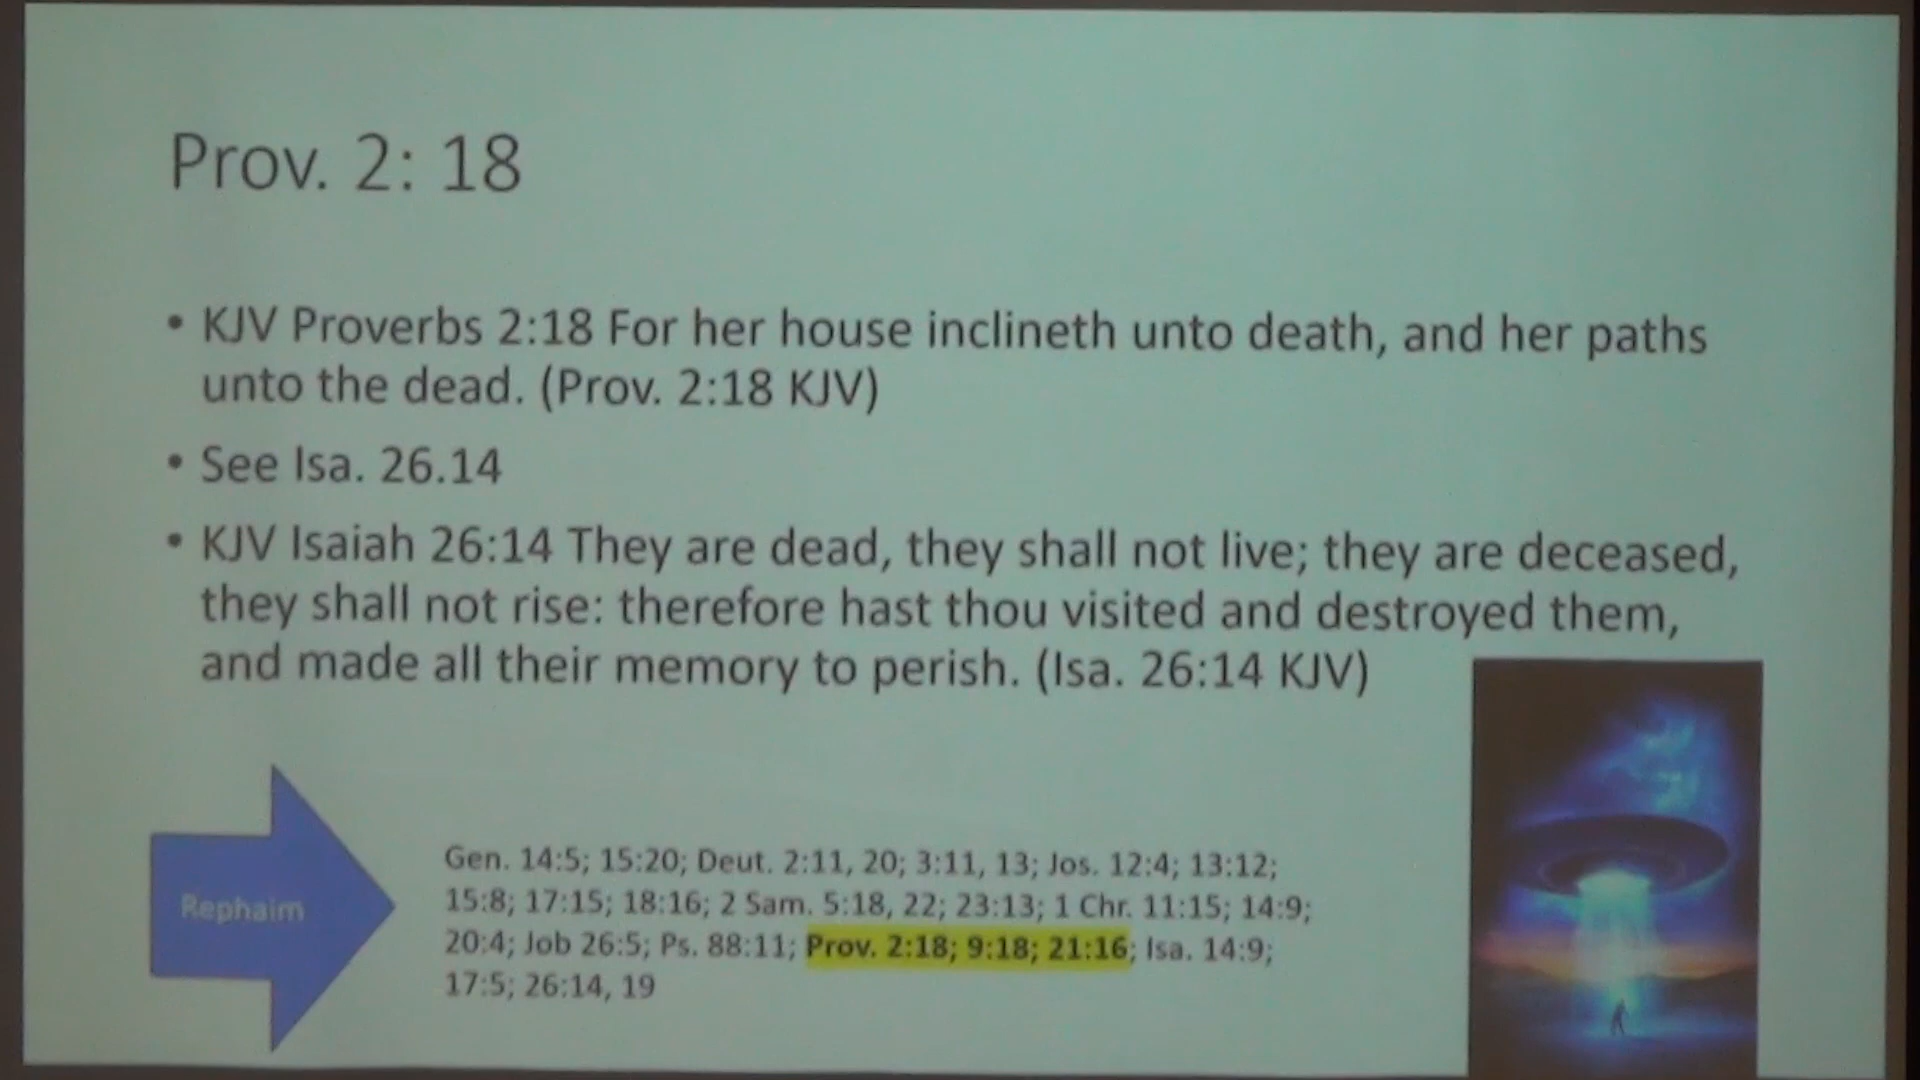 Prov. 2: 18
• KJV Proverbs 2:18 For her house inclineth unto death, and her paths
unto the dead. (Prov. 2:18 KJV)
• See Isa. 26.14
• KJV Isaiah 26:14 They are dead, they shall not live; they are deceased,
they shall not rise: therefore hast thou visited and destroyed them,
and made all their memory to perish. (Isa. 26:14 KJV)
Rephaim
Gen. 14:5; 15:20; Deut. 2:11, 20; 3:11, 13; Jos. 12:4; 13:12;
15:8; 17:15; 18:16; 2 Sam. 5:18, 22; 23:13; 1 Chr. 11:15; 14:9;
20:4; Job 26:5; Ps. 88:11; Prov. 2:18; 9:18; 21:16; Isa. 14:9;
17:5; 26:14, 19